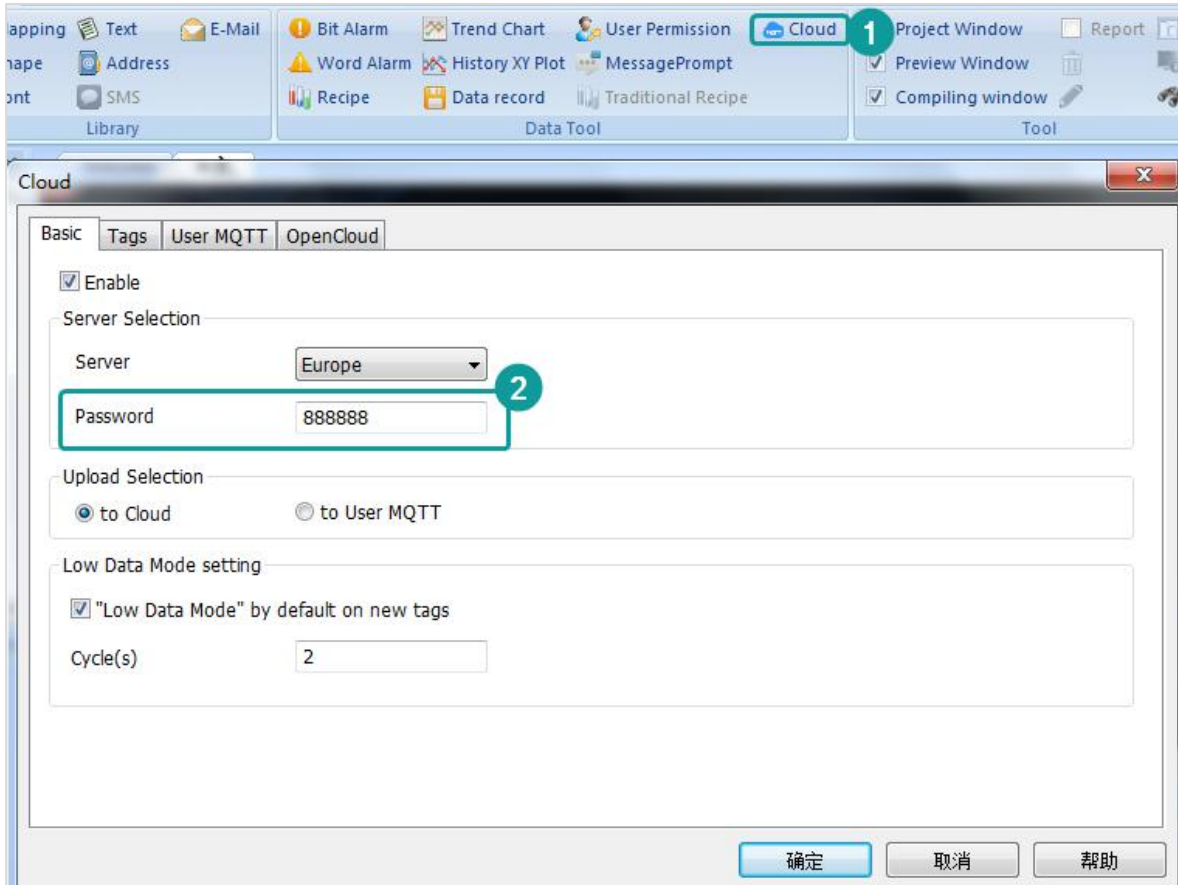 apping Text E-Mail Bit Alarm Trend Chart User Permission Cloud 1 Project Window Report
hape Address Word Alarm History XY Plot MessagePrompt Preview Window
ont SMS Recipe Data record Traditional Recipe Compiling window
Library Data Tool Tool
Cloud
Basic Tags User MQTT OpenCloud
Enable
Server Selection
Server Europe
2
Password 888888
Upload Selection
to Cloud to User MQTT
Low Data Mode setting
"Low Data Mode" by default on new tags
Cycle(s) 2
确定 取消 帮助